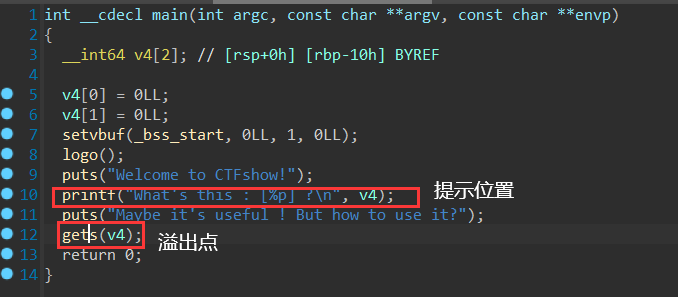 1 int __cdecl main(int argc, const char **argv, const char **envp)
2 {
3 __int64 v4[2]; // [rsp+0h] [rbp-10h] BYREF
4
5 v4[0] = 0LL;
6 v4[1] = 0LL;
7 setvbuf(_bss_start, 0LL, 1, 0LL);
8 logo();
9 puts("Welcome to CTFshow!");
10 printf("What's this : [%p] ?\n", v4); 提示位置
11 puts("Maybe it's useful ! But how to use it?");
12 gets(v4); 溢出点
13 return 0;
14 }